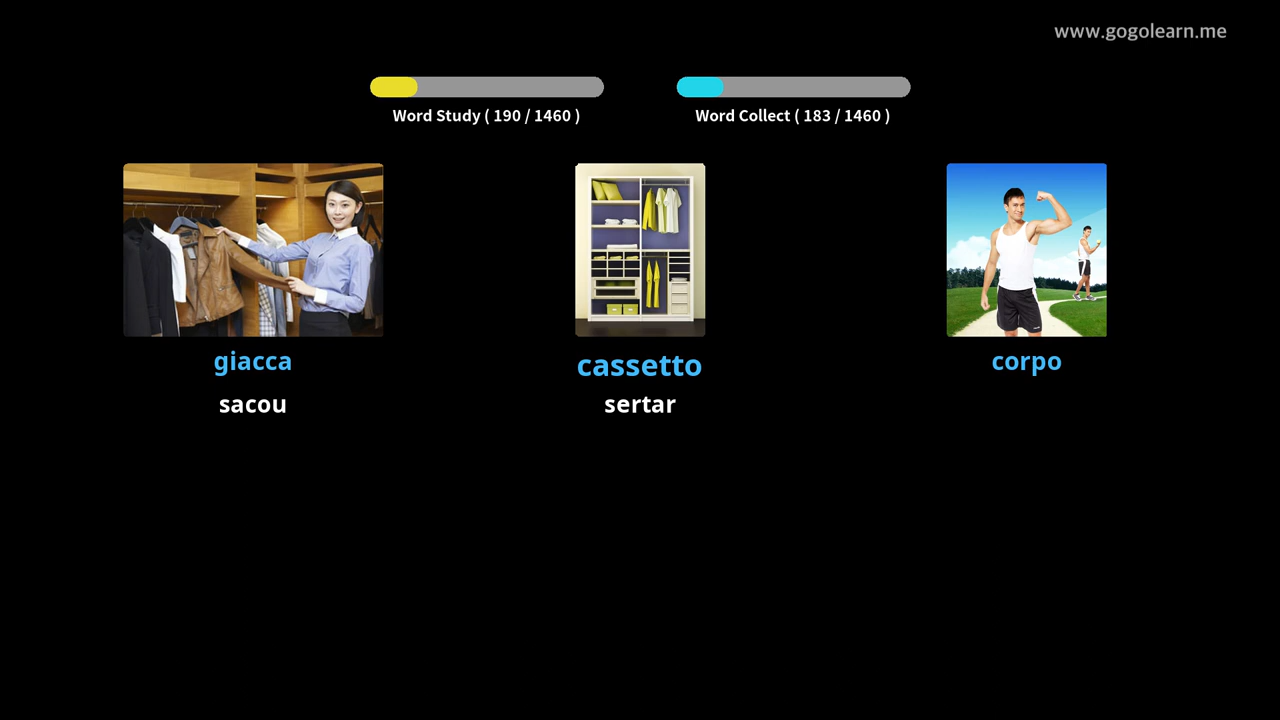 www.gogolearn.me
Word Study ( 190 / 1460 )
Word Collect ( 183 / 1460 )
giacca
cassetto
corpo
sacou
sertar